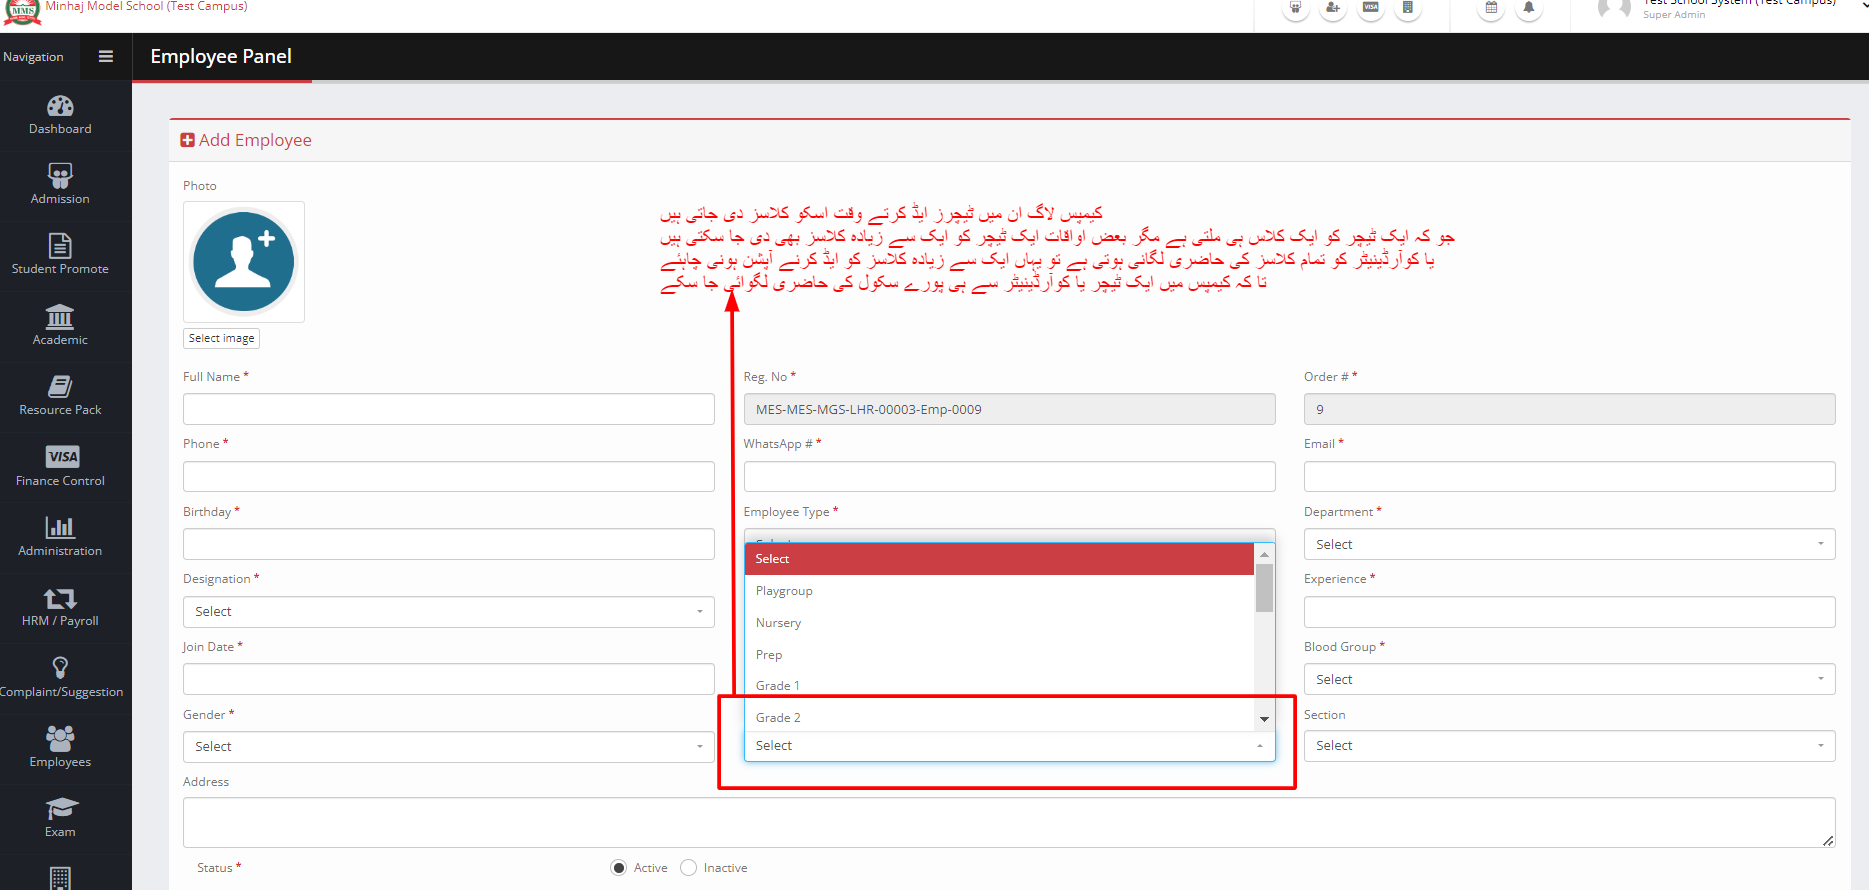 Minhaj Model School (Test Campus)
Test School System (Test Campus)
Super Admin
Navigation
Employee Panel
Dashboard
Admission
Student Promote
Academic
Resource Pack
VISA
Finance Control
Administration
HRM / Payroll
Complaint/Suggestion
Employees
Exam
Add Employee
Photo
Select image
کیمپس لاگ ان میں ٹیچرز ایڈ کرتے وقت اسکو کلاسز دی جاتی ہیں
جو کہ ایک ٹیچر کو ایک کلاس ہی ملتی ہے مگر بعض اواقات ایک ٹیچر کو ایک سے زیادہ کلاسز بھی دی جا سکتی ہیں
یا کوآرڈینیٹر کو تمام کلاسز کی حاضری لگانی ہوتی ہے تو یہاں ایک سے زیادہ کلاسز کو ایڈ کرنے آپشن ہونی چاہئے
تا کہ کیمپس میں ایک ٹیچر یا کوآرڈینیٹر سے ہی پورے سکول کی حاضری لگوائی جا سکے
Full Name *
Reg. No *
Order # *
MES-MES-MGS-LHR-00003-Emp-0009
9
Phone *
WhatsApp # *
Email *
Birthday *
Employee Type *
Department *
Select
Select
Playgroup
Nursery
Prep
Grade 1
Grade 2
Select
Designation *
Select
Experience *
Join Date *
Blood Group *
Select
Gender *
Select
Section
Select
Address
Status *
Active
Inactive